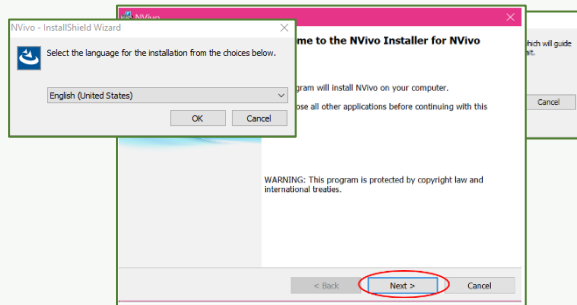 NVivo - InstallShield Wizard
Select the language for the installation from the choices below.
English (United States)
OK
Cancel
NVivo
me to the NVivo Installer for NVivo
gram will install NVivo on your computer.
ose all other applications before continuing with this
WARNING: This program is protected by copyright law and
international treaties.
< Back
Next >
Cancel
which will guide
ait.
Cancel